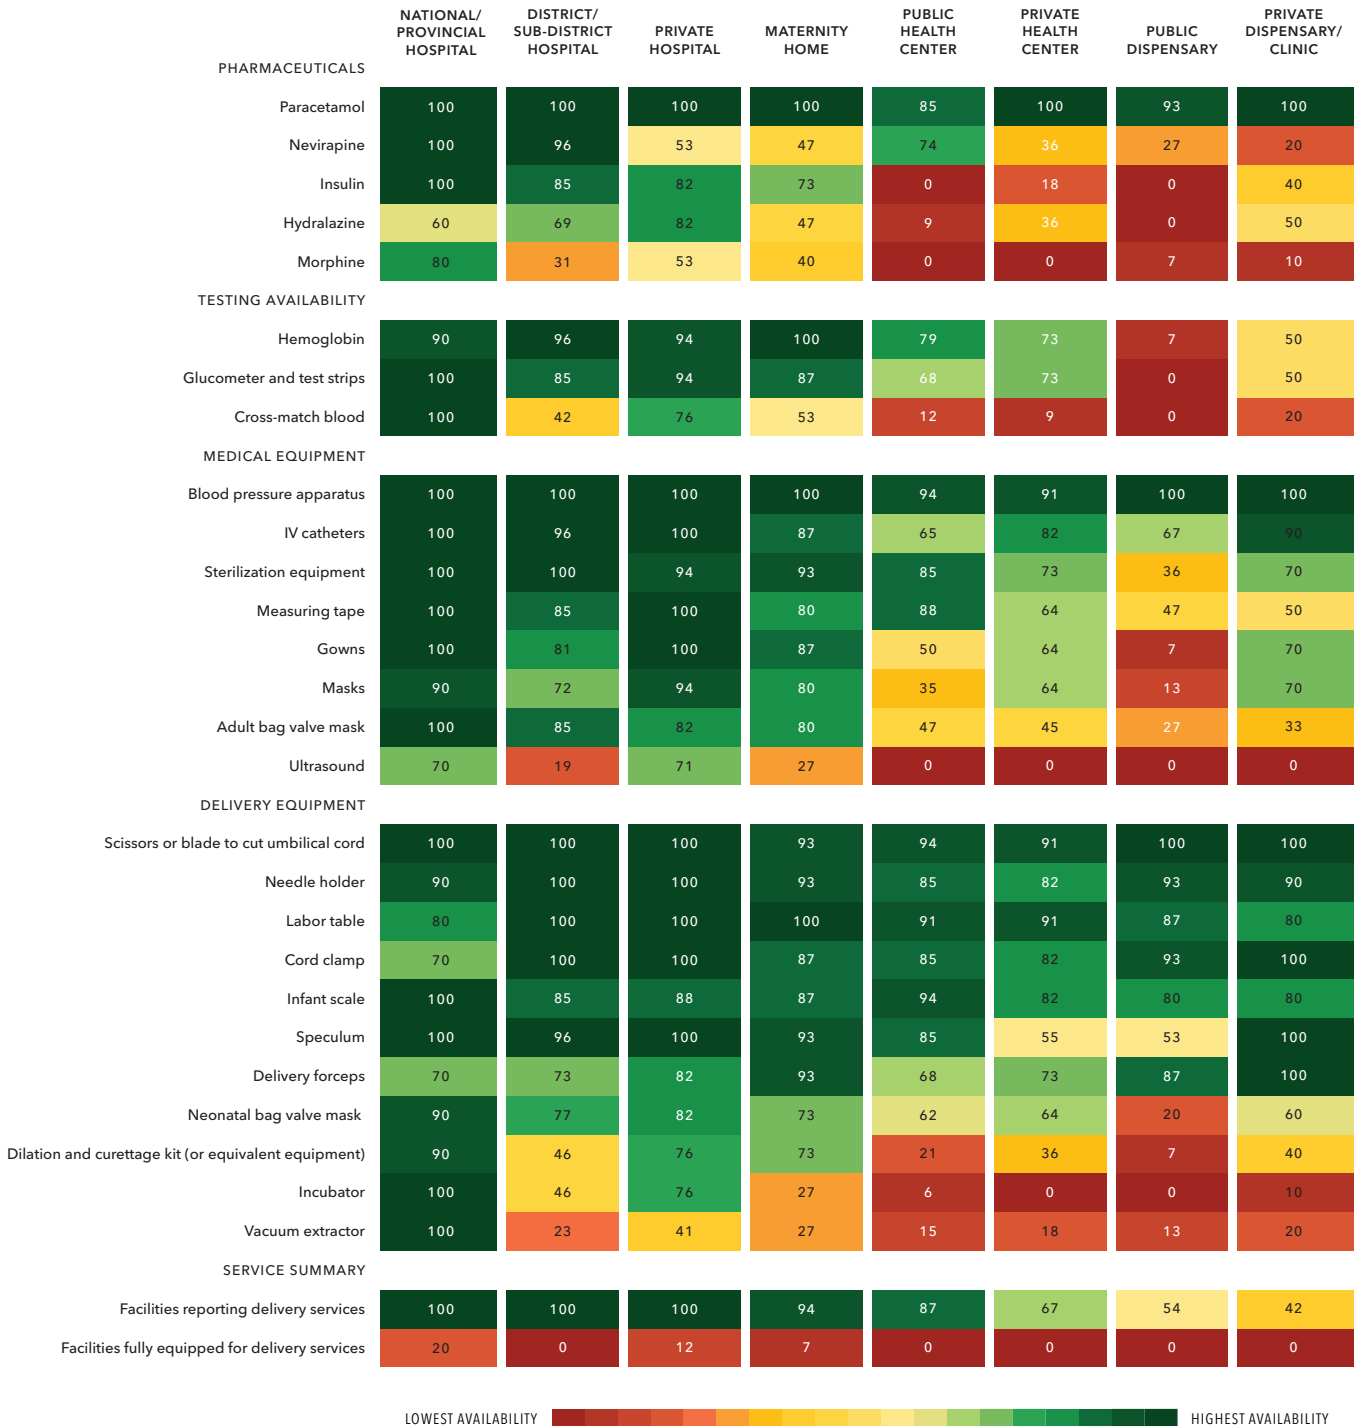 NATIONAL/ PROVINCIAL HOSPITAL DISTRICT/ SUB-DISTRICT HOSPITAL PRIVATE HOSPITAL MATERNITY HOME PUBLIC HEALTH CENTER PRIVATE HEALTH CENTER PUBLIC DISPENSARY PRIVATE DISPENSARY/ CLINIC
PHARMACEUTICALS
Paracetamol 100 100 100 100 85 100 93 100
Nevirapine 100 96 53 47 74 36 27 20
Insulin 100 85 82 73 0 18 0 40
Hydralazine 60 69 82 47 9 36 0 50
Morphine 80 31 53 40 0 0 7 10
TESTING AVAILABILITY
Hemoglobin 90 96 94 100 79 73 7 50
Glucometer and test strips 100 85 94 87 68 73 0 50
Cross-match blood 100 42 76 53 12 9 0 20
MEDICAL EQUIPMENT
Blood pressure apparatus 100 100 100 100 94 91 100 100
IV catheters 100 96 100 87 65 82 67 90
Sterilization equipment 100 100 94 93 85 73 36 70
Measuring tape 100 85 100 80 88 64 47 50
Gowns 100 81 100 87 50 64 7 70
Masks 90 72 94 80 35 64 13 70
Adult bag valve mask 100 85 82 80 47 45 27 33
Ultrasound 70 19 71 27 0 0 0 0
DELIVERY EQUIPMENT
Scissors or blade to cut umbilical cord 100 100 100 93 94 91 100 100
Needle holder 90 100 100 93 85 82 93 90
Labor table 80 100 100 100 91 91 87 80
Cord clamp 70 100 100 87 85 82 93 100
Infant scale 100 85 88 87 94 82 80 80
Speculum 100 96 100 93 85 55 53 100
Delivery forceps 70 73 82 93 68 73 87 100
Neonatal bag valve mask 90 77 82 73 62 64 20 60
Dilation and curettage kit (or equivalent equipment) 90 46 76 73 21 36 7 40
Incubator 100 46 76 27 6 0 0 10
Vacuum extractor 100 23 41 27 15 18 13 20
SERVICE SUMMARY
Facilities reporting delivery services 100 100 100 94 87 67 54 42
Facilities fully equipped for delivery services 20 0 12 7 0 0 0 0
LOWEST AVAILABILITY HIGHEST AVAILABILITY